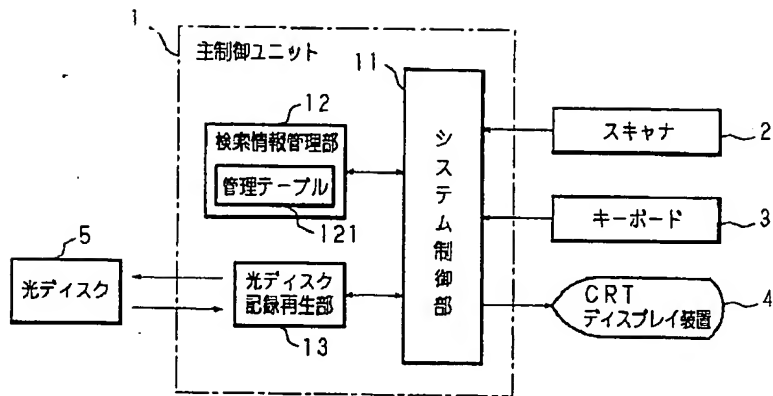 1
主制御ユニット
11
12
検索情報管理部
管理テーブル
121
システム制御部
スキャナ
2
キーボード
3
5
光ディスク
光ディスク
記録再生部
13
CRT
ディスプレイ装置
4